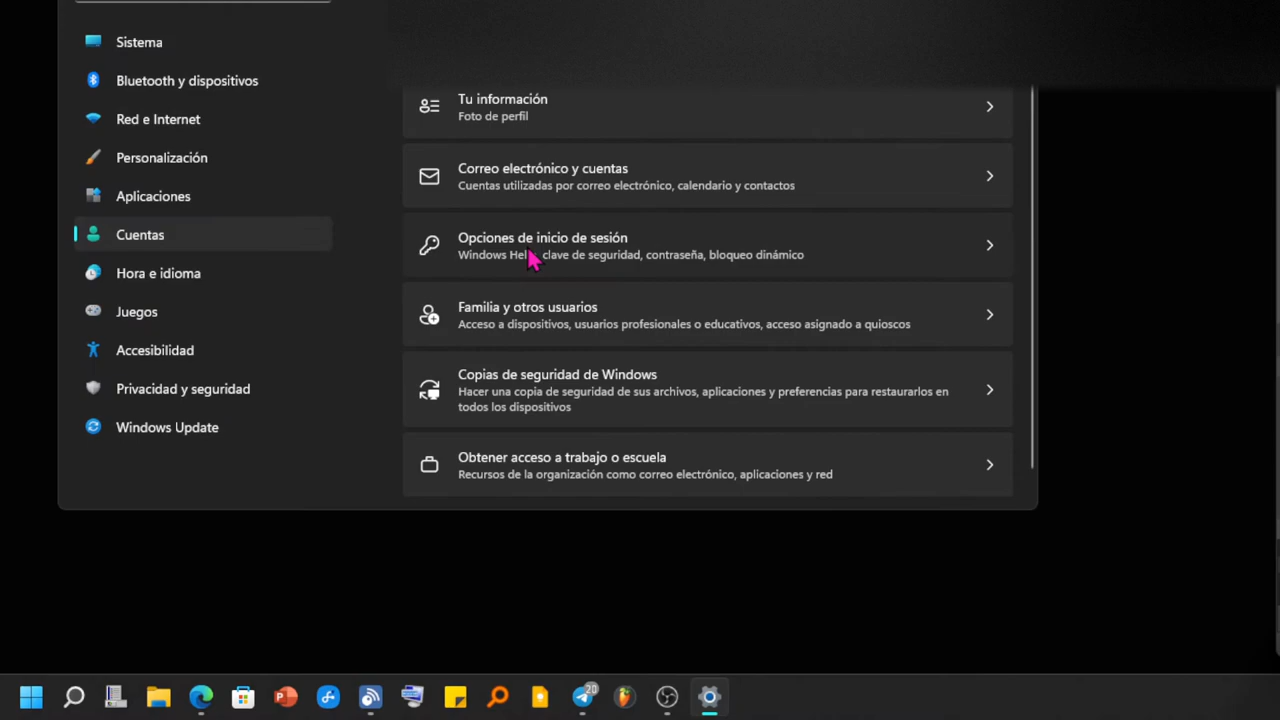 Sistema
Bluetooth y dispositivos
Red e Internet
Personalización
Aplicaciones
Cuentas
Hora e idioma
Juegos
Accesibilidad
Privacidad y seguridad
Windows Update
Tu información
Foto de perfil
Correo electrónico y cuentas
Cuentas utilizadas por correo electrónico, calendario y contactos
Opciones de inicio de sesión
Windows Hel, clave de seguridad, contraseña, bloqueo dinámico
Familia y otros usuarios
Acceso a dispositivos, usuarios profesionales o educativos, acceso asignado a quioscos
Copias de seguridad de Windows
Hacer una copia de seguridad de sus archivos, aplicaciones y preferencias para restaurarlos en
todos los dispositivos
Obtener acceso a trabajo o escuela
Recursos de la organización como correo electrónico, aplicaciones y red
20